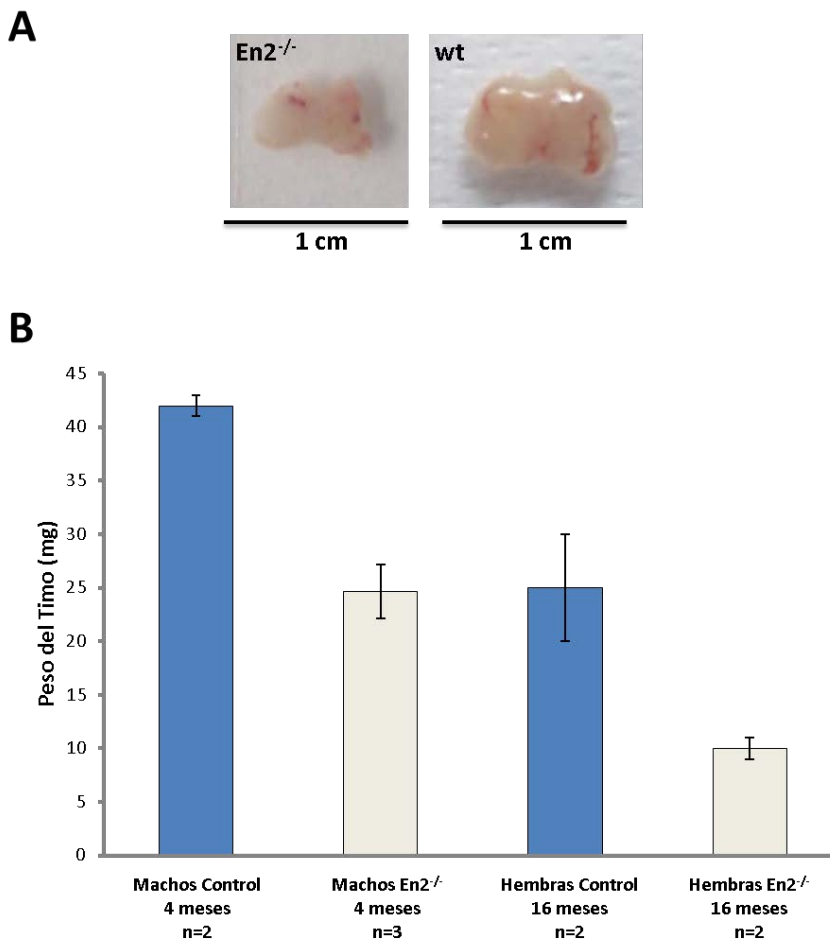 A
En2-/-
wt
1 cm
1 cm
B
Peso del Timo (mg)
45
40
35
30
25
20
15
10
5
0
Machos Control
4 meses
n=2
Machos En2-/-
4 meses
n=3
Hembras Control
16 meses
n=2
Hembras En2-/-
16 meses
n=2